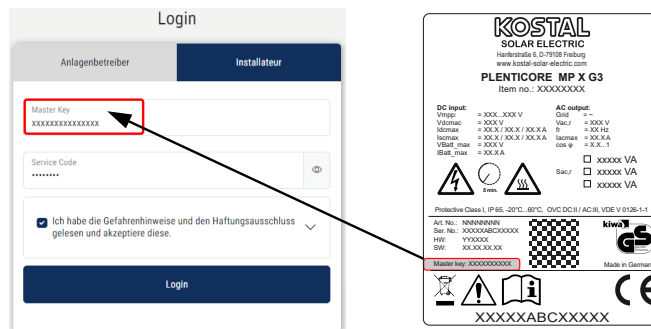 Login
Anlagenbetreiber
Installateur
Master Key
xxxxxxxxxxxxxxx
Service Code
••••••••
Ich habe die Gefahrenhinweise und den Haftungsausschluss
gelesen und akzeptiere diese.
Login
KOSTAL
SOLAR ELECTRIC
Hanferstraße 6, D-79108 Freiburg
www.kostal-solar-electric.com
PLENTICORE MP X G3
Item no.: XXXXXXXX
DC input:
Vmpp: = XXX...XXX V
Vdcmac = XXX V
Idcmax = XX.X / XX.X / XX.X A
Iscmax = XX.X / XX.X / XX.X A
VBatt_max = XXX V
IBatt_max = XX.X A
AC output:
Grid = ~
Vac,r = XXX V
fr = XX Hz
Iacmax = XX.X A
cos φ = X.X...1
Sac,r
xxxxx VA
xxxxx VA
xxxxx VA
5 min.
Protective Class I, IP 65, -20°C...60°C, OVC DC:II / AC:III, VDE V 0126-1-1
Art. No.: NNNNNNN
Ser. No.: XXXXXABCXXXXX
HW: YYXXXX
SW: XX.XX.XX.XX
Master key: XXXXXXXXXX
kiwa
GS
Made in German
CE
XXXXXABCXXXXX